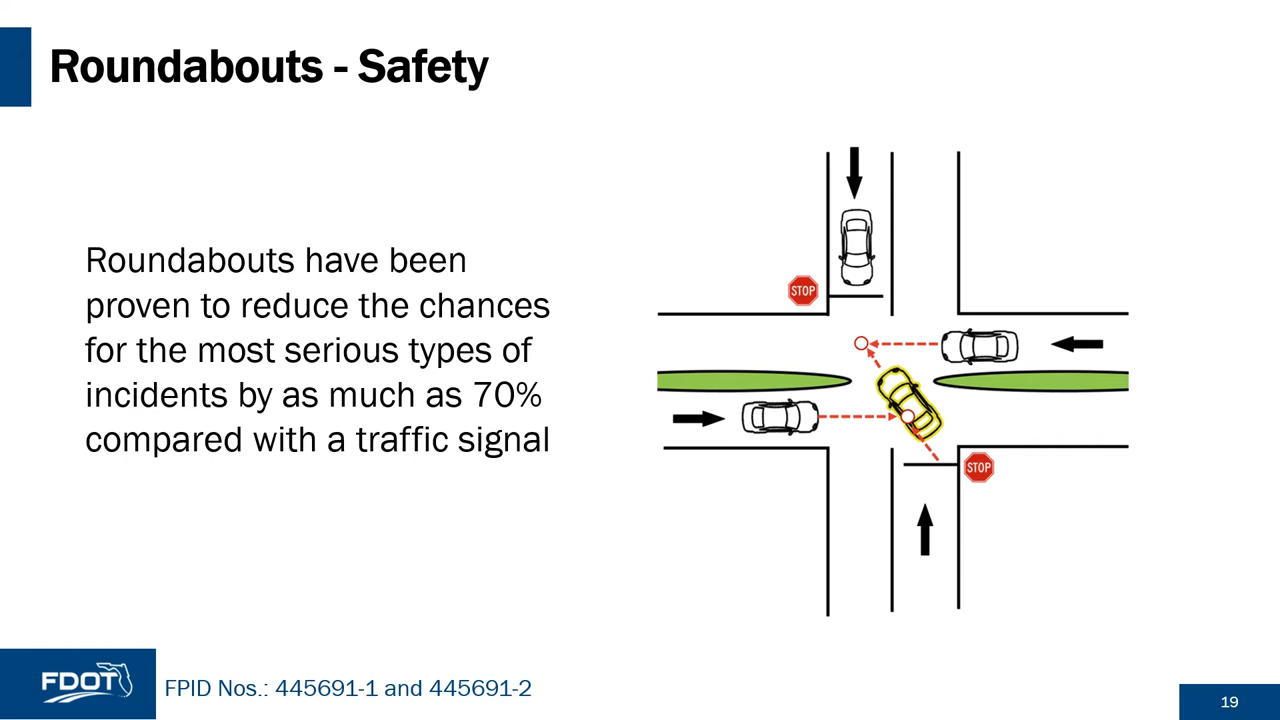 Roundabouts - Safety
Roundabouts have been
proven to reduce the chances
for the most serious types of
incidents by as much as 70%
compared with a traffic signal
STOP
STOP
FDOT
FPID Nos.: 445691-1 and 445691-2
19